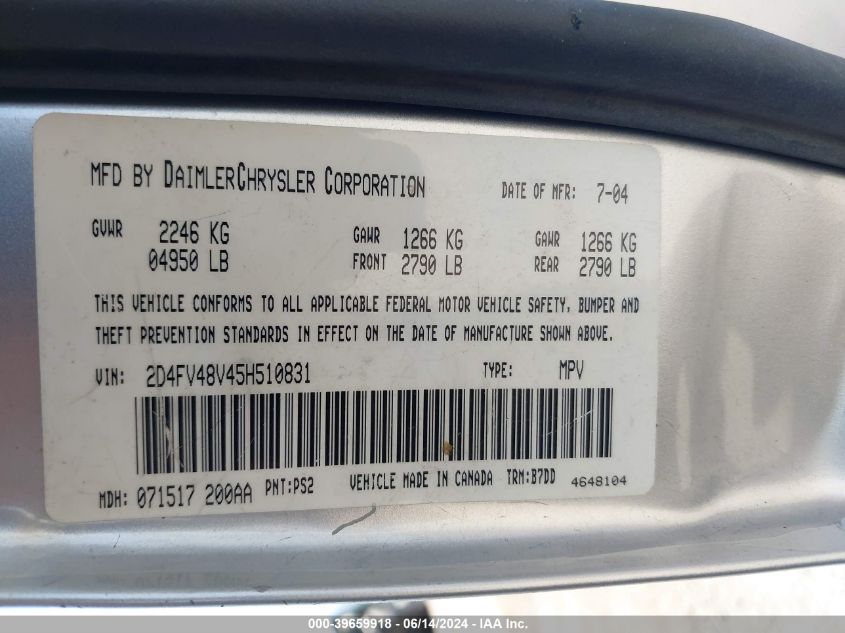 MFD BY DAIMLERCHRYSLER CORPORATION DATE OF MFR: 7-04
GVWR 2246 KG GAWR 1266 KG GAWR 1266 KG
04950 LB FRONT 2790 LB REAR 2790 LB
THIS VEHICLE CONFORMS TO ALL APPLICABLE FEDERAL MOTOR VEHICLE SAFETY, BUMPER AND
THEFT PREVENTION STANDARDS IN EFFECT ON THE DATE OF MANUFACTURE SHOWN ABOVE.
VIN: 2D4FV48V45H510831 TYPE: MPV
MDH: 071517 200AA PNT:PS2 VEHICLE MADE IN CANADA TRM:B7DD 4648104
000-39659918 - 06/14/2024 - IAA, Inc.